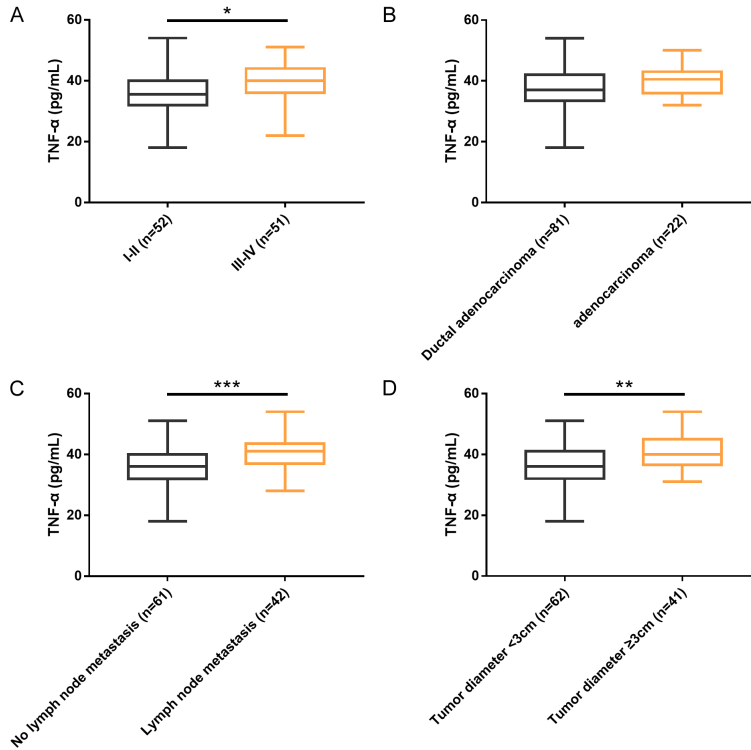 A
*
TNF-α (pg/mL)
60
40
20
0
I-II (n=52)
III-IV (n=51)
B
TNF-α (pg/mL)
60
40
20
0
Ductal adenocarcinoma (n=81)
adenocarcinoma (n=22)
C
***
TNF-α (pg/mL)
60
40
20
0
No lymph node metastasis (n=61)
Lymph node metastasis (n=42)
D
**
TNF-α (pg/mL)
60
40
20
0
Tumor diameter <3cm (n=62)
Tumor diameter ≥3cm (n=41)